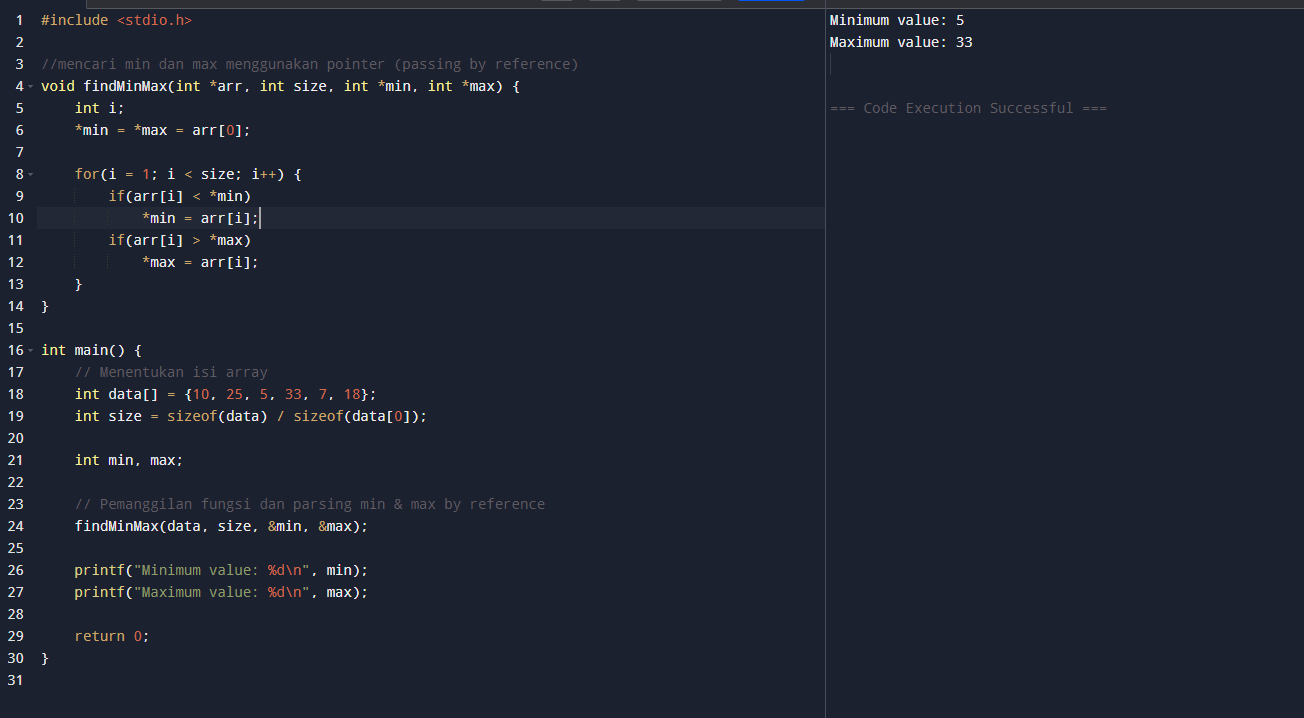 1 #include <stdio.h>
2
3 //mencari min dan max menggunakan pointer (passing by reference)
4 void findMinMax(int *arr, int size, int *min, int *max) {
5     int i;
6     *min = *max = arr[0];
7
8     for(i = 1; i < size; i++) {
9         if(arr[i] < *min)
10             *min = arr[i];
11         if(arr[i] > *max)
12             *max = arr[i];
13     }
14 }
15
16 int main() {
17     // Menentukan isi array
18     int data[] = {10, 25, 5, 33, 7, 18};
19     int size = sizeof(data) / sizeof(data[0]);
20
21     int min, max;
22
23     // Pemanggilan fungsi dan parsing min & max by reference
24     findMinMax(data, size, &min, &max);
25
26     printf("Minimum value: %d\n", min);
27     printf("Maximum value: %d\n", max);
28
29     return 0;
30 }
31
Minimum value: 5
Maximum value: 33
=== Code Execution Successful ===